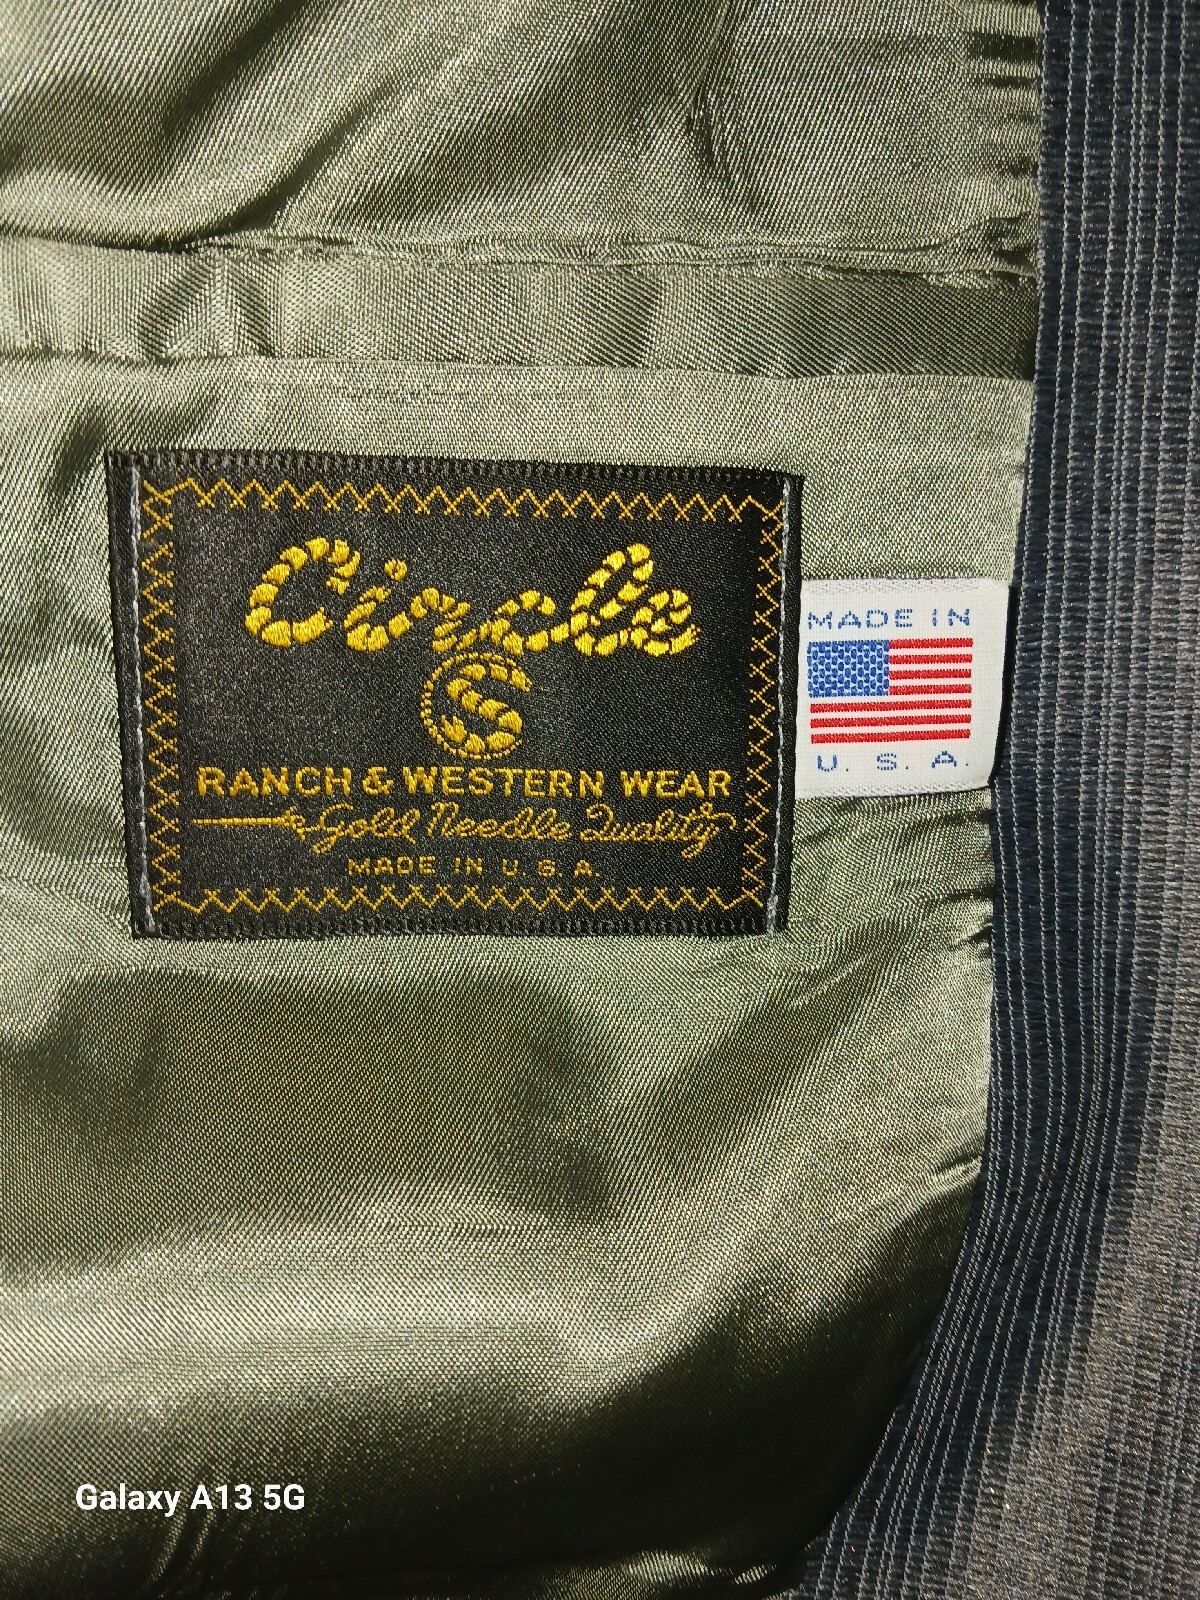 Circle
S
RANCH & WESTERN WEAR
Gold Needle Quality
MADE IN U.S.A.
MADE IN
U. S. A.
Galaxy A13 5G